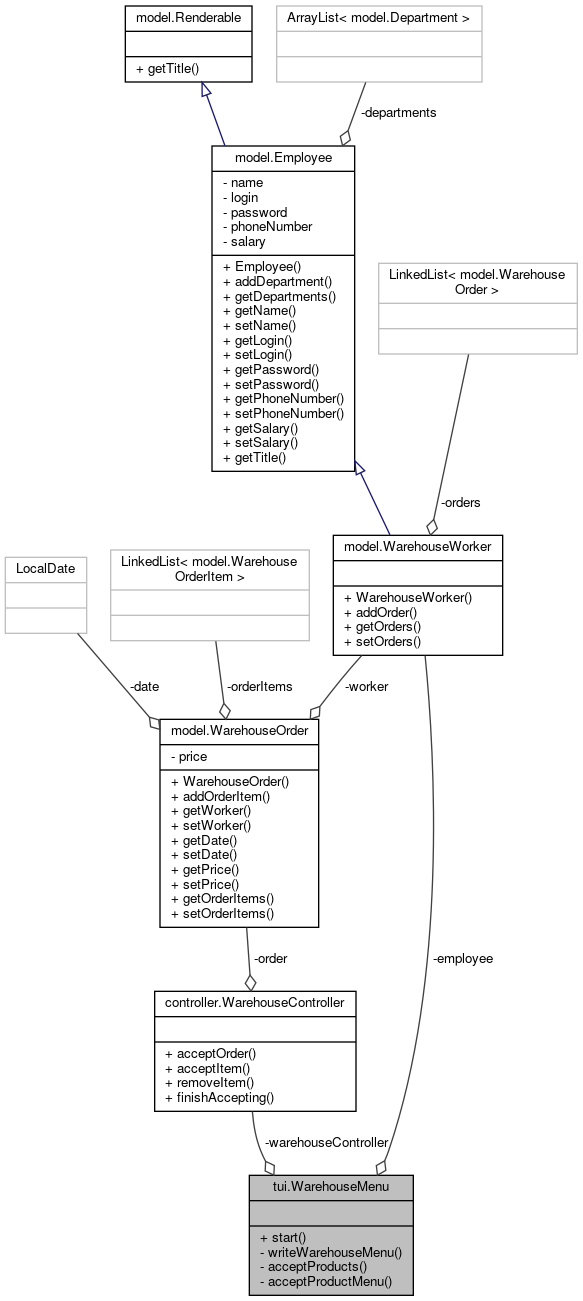 model.Renderable
+ getTitle()
ArrayList< model.Department >
-departments
model.Employee
- name
- login
- password
- phoneNumber
- salary
+ Employee()
+ addDepartment()
+ getDepartments()
+ getName()
+ setName()
+ getLogin()
+ setLogin()
+ getPassword()
+ setPassword()
+ getPhoneNumber()
+ setPhoneNumber()
+ getSalary()
+ setSalary()
+ getTitle()
LinkedList< model.Warehouse
Order >
-orders
model.WarehouseWorker
+ WarehouseWorker()
+ addOrder()
+ getOrders()
+ setOrders()
LocalDate
LinkedList< model.Warehouse
OrderItem >
-date
-orderItems
-worker
model.WarehouseOrder
- price
+ WarehouseOrder()
+ addOrderItem()
+ getWorker()
+ setWorker()
+ getDate()
+ setDate()
+ getPrice()
+ setPrice()
+ getOrderItems()
+ setOrderItems()
-order
-employee
controller.WarehouseController
+ acceptOrder()
+ acceptItem()
+ removeItem()
+ finishAccepting()
-warehouseController
tui.WarehouseMenu
+ start()
- writeWarehouseMenu()
- acceptProducts()
- acceptProductMenu()